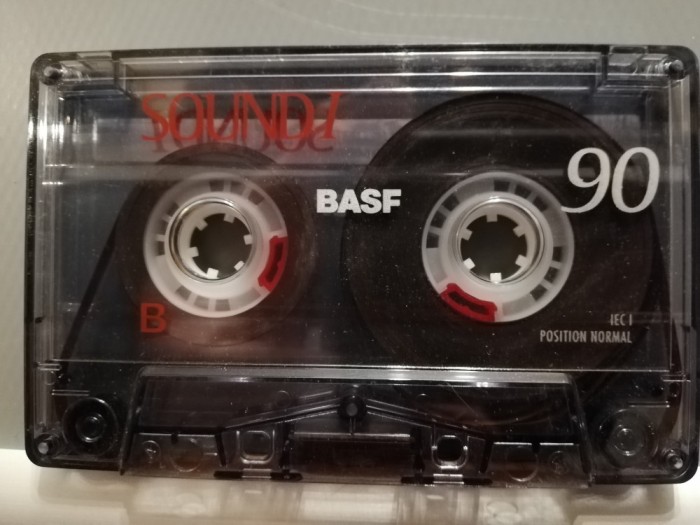 SOUND I
BASF
90
B
IEC I
POSITION NORMAL